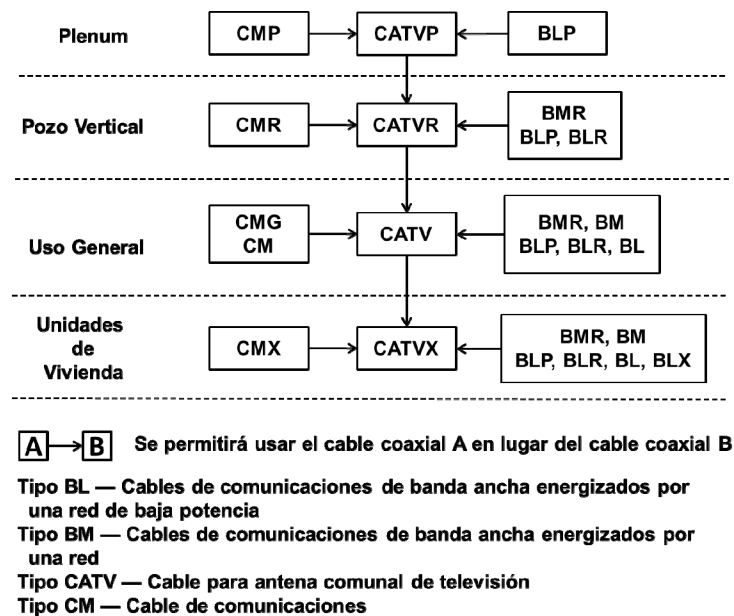 Plenum
CMP
CATVP
BLP
Pozo Vertical
CMR
CATVR
BMR
BLP, BLR
Uso General
CMG
CM
CATV
BMR, BM
BLP, BLR, BL
Unidades
de
Vivienda
CMX
CATVX
BMR, BM
BLP, BLR, BL, BLX
A B Se permitirá usar el cable coaxial A en lugar del cable coaxial B
Tipo BL — Cables de comunicaciones de banda ancha energizados por
una red de baja potencia
Tipo BM — Cables de comunicaciones de banda ancha energizados por
una red
Tipo CATV — Cable para antena comunal de televisión
Tipo CM — Cable de comunicaciones